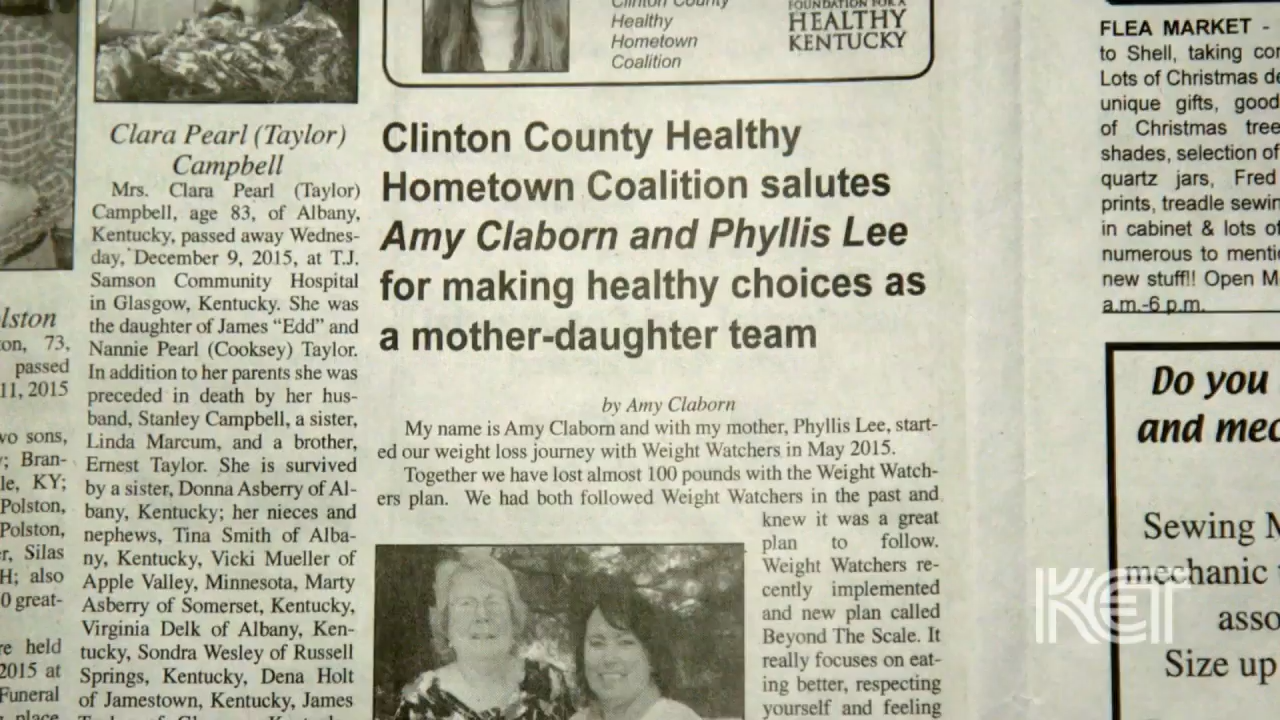 lston
on, 73,
passed
11, 2015
wo sons,
; Bran-
le, KY;
Polston,
Polston,
r, Silas
H; also
0 great-
re held
2015 at
Funeral
place
Clara Pearl (Taylor)
Campbell
Mrs. Clara Pearl (Taylor)
Campbell, age 83, of Albany,
Kentucky, passed away Wednes-
day, December 9, 2015, at T.J.
Samson Community Hospital
in Glasgow, Kentucky. She was
the daughter of James “Edd” and
Nannie Pearl (Cooksey) Taylor.
In addition to her parents she was
preceded in death by her hus-
band, Stanley Campbell, a sister,
Linda Marcum, and a brother,
Ernest Taylor. She is survived
by a sister, Donna Asberry of Al-
bany, Kentucky; her nieces and
nephews, Tina Smith of Alba-
ny, Kentucky, Vicki Mueller of
Apple Valley, Minnesota, Marty
Asberry of Somerset, Kentucky,
Virginia Delk of Albany, Ken-
tucky, Sondra Wesley of Russell
Springs, Kentucky, Dena Holt
of Jamestown, Kentucky, James
Clinton County
Healthy
Hometown
Coalition
FOUNDATION FOR A
HEALTHY
KENTUCKY
Clinton County Healthy
Hometown Coalition salutes
Amy Claborn and Phyllis Lee
for making healthy choices as
a mother-daughter team
by Amy Claborn
My name is Amy Claborn and with my mother, Phyllis Lee, start-
ed our weight loss journey with Weight Watchers in May 2015.
Together we have lost almost 100 pounds with the Weight Watch-
ers plan. We had both followed Weight Watchers in the past and
knew it was a great
plan to follow.
Weight Watchers re-
cently implemented
and new plan called
Beyond The Scale. It
really focuses on eat-
ing better, respecting
yourself and feeling
FLEA MARKET -
to Shell, taking con
Lots of Christmas de
unique gifts, good
of Christmas tree
shades, selection of
quartz jars, Fred
prints, treadle sewin
in cabinet & lots of
numerous to menti
new stuff!! Open M
a.m.-6 p.m.
Do you
and mec
Sewing M
mechanic
asso
Size up
KET